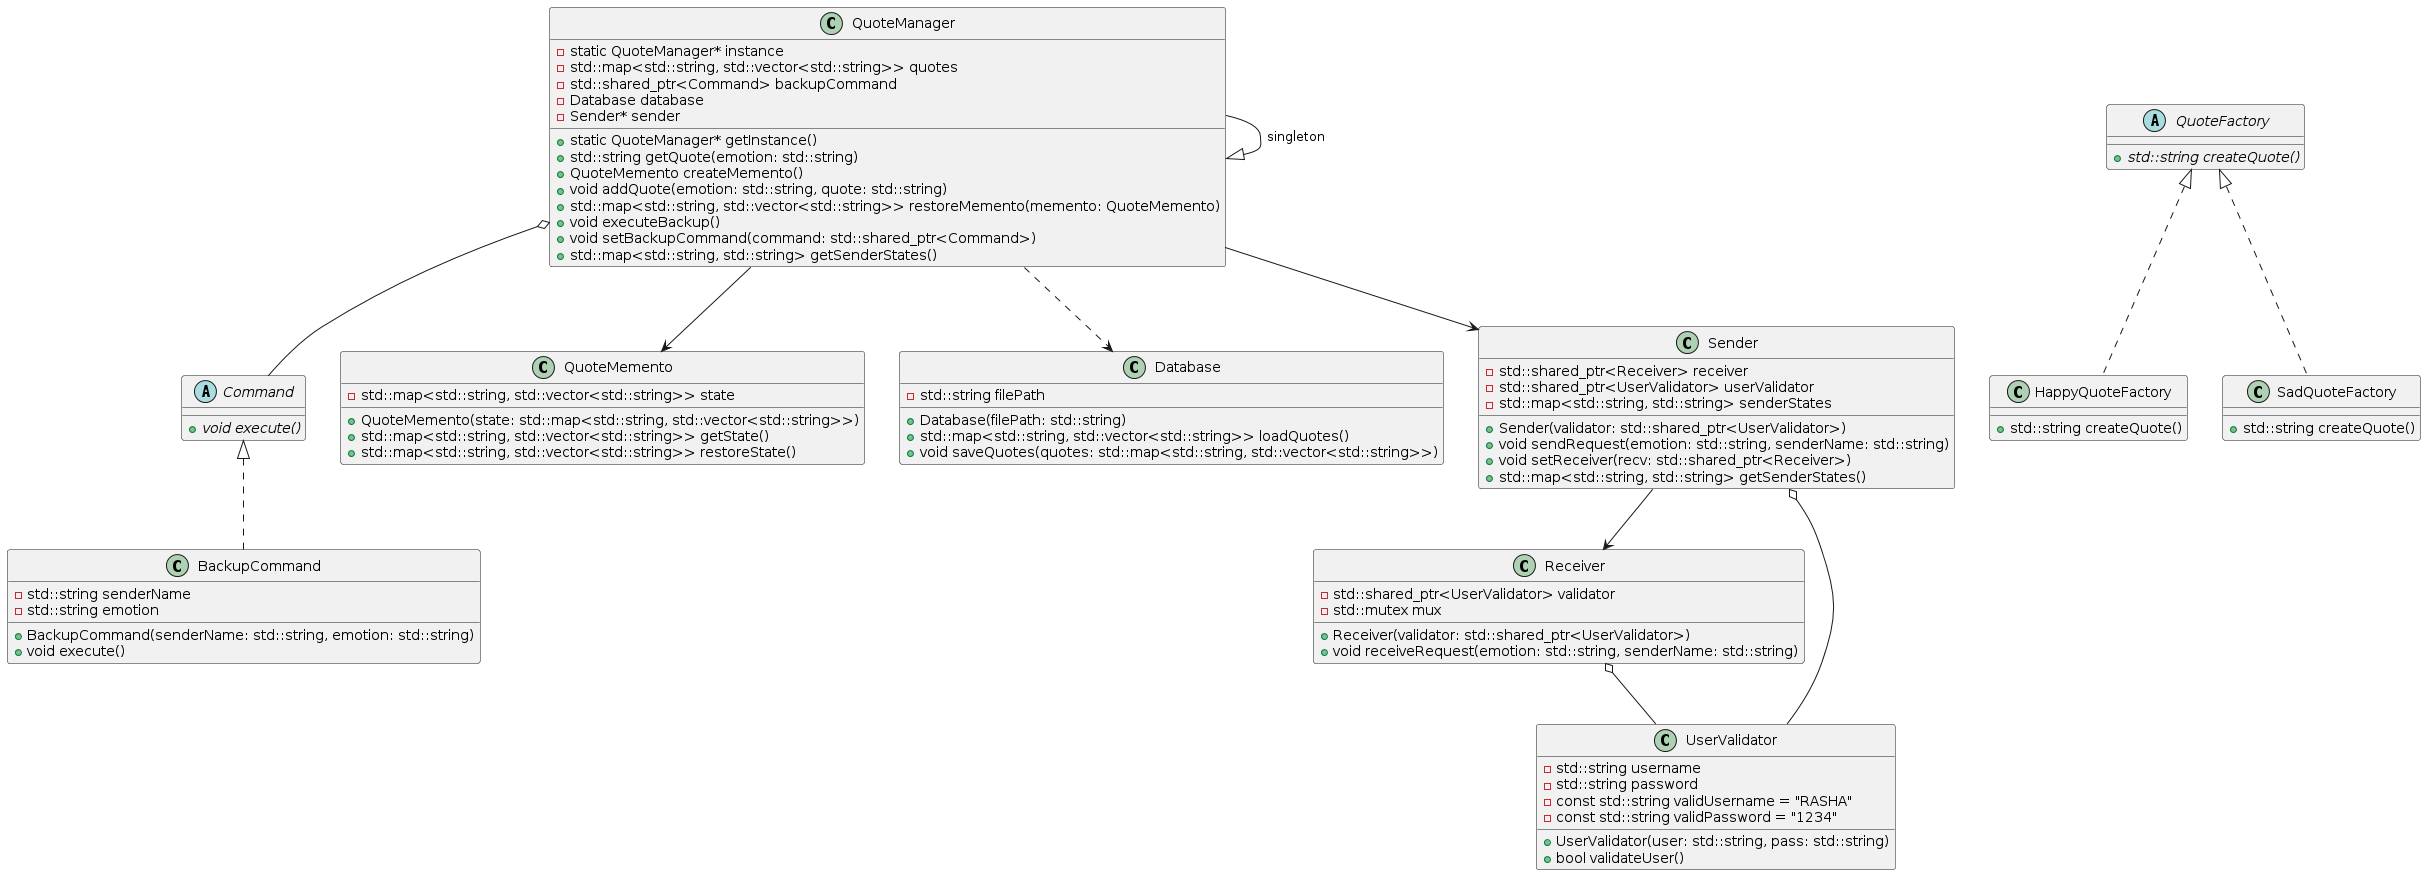 QuoteManager
static QuoteManager* instance
std::map<std::string, std::vector<std::string>> quotes
std::shared_ptr<Command> backupCommand
Database database
Sender* sender
static QuoteManager* getInstance()
std::string getQuote(emotion: std::string)
QuoteMemento createMemento()
void addQuote(emotion: std::string, quote: std::string)
std::map<std::string, std::vector<std::string>> restoreMemento(memento: QuoteMemento)
void executeBackup()
void setBackupCommand(command: std::shared_ptr<Command>)
std::map<std::string, std::string> getSenderStates()
singleton
A QuoteFactory
std::string createQuote()
A Command
void execute()
C QuoteMemento
std::map<std::string, std::vector<std::string>> state
QuoteMemento(state: std::map<std::string, std::vector<std::string>>)
std::map<std::string, std::vector<std::string>> getState()
std::map<std::string, std::vector<std::string>> restoreState()
C Database
std::string filePath
Database(filePath: std::string)
std::map<std::string, std::vector<std::string>> loadQuotes()
void saveQuotes(quotes: std::map<std::string, std::vector<std::string>>)
C Sender
std::shared_ptr<Receiver> receiver
std::shared_ptr<UserValidator> userValidator
std::map<std::string, std::string> senderStates
Sender(validator: std::shared_ptr<UserValidator>)
void sendRequest(emotion: std::string, senderName: std::string)
void setReceiver(recv: std::shared_ptr<Receiver>)
std::map<std::string, std::string> getSenderStates()
C HappyQuoteFactory
std::string createQuote()
C SadQuoteFactory
std::string createQuote()
C BackupCommand
std::string senderName
std::string emotion
BackupCommand(senderName: std::string, emotion: std::string)
void execute()
C Receiver
std::shared_ptr<UserValidator> validator
std::mutex mux
Receiver(validator: std::shared_ptr<UserValidator>)
void receiveRequest(emotion: std::string, senderName: std::string)
C UserValidator
std::string username
std::string password
const std::string validUsername = "RASHA"
const std::string validPassword = "1234"
UserValidator(user: std::string, pass: std::string)
bool validateUser()